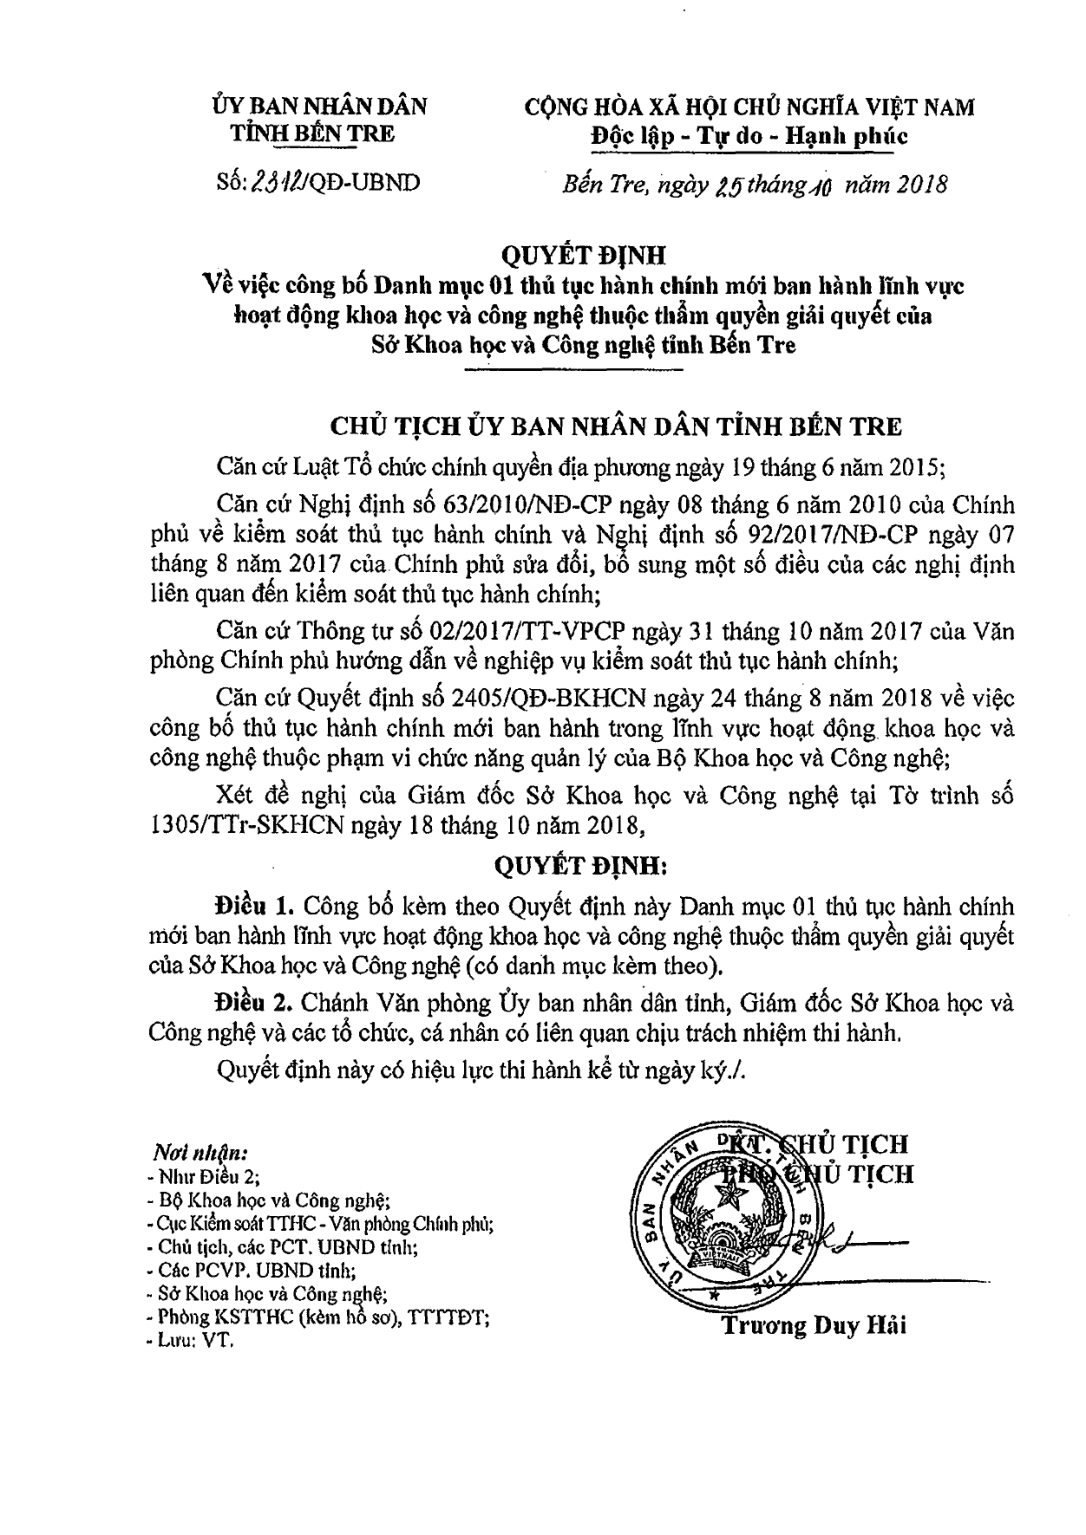 ỦY BAN NHÂN DÂN
TỈNH BẾN TRE
CỘNG HÒA XÃ HỘI CHỦ NGHĨA VIỆT NAM
Độc lập - Tự do - Hạnh phúc
Số: 2312/QĐ-UBND
Bến Tre, ngày 25 tháng 10 năm 2018
QUYẾT ĐỊNH
Về việc công bố Danh mục 01 thủ tục hành chính mới ban hành lĩnh vực
hoạt động khoa học và công nghệ thuộc thẩm quyền giải quyết của
Sở Khoa học và Công nghệ tỉnh Bến Tre
CHỦ TỊCH ỦY BAN NHÂN DÂN TỈNH BẾN TRE
Căn cứ Luật Tổ chức chính quyền địa phương ngày 19 tháng 6 năm 2015;
Căn cứ Nghị định số 63/2010/NĐ-CP ngày 08 tháng 6 năm 2010 của Chính
phủ về kiểm soát thủ tục hành chính và Nghị định số 92/2017/NĐ-CP ngày 07
tháng 8 năm 2017 của Chính phủ sửa đổi, bổ sung một số điều của các nghị định
liên quan đến kiểm soát thủ tục hành chính;
Căn cứ Thông tư số 02/2017/TT-VPCP ngày 31 tháng 10 năm 2017 của Văn
phòng Chính phủ hướng dẫn về nghiệp vụ kiểm soát thủ tục hành chính;
Căn cứ Quyết định số 2405/QĐ-BKHCN ngày 24 tháng 8 năm 2018 về việc
công bố thủ tục hành chính mới ban hành trong lĩnh vực hoạt động khoa học và
công nghệ thuộc phạm vi chức năng quản lý của Bộ Khoa học và Công nghệ;
Xét đề nghị của Giám đốc Sở Khoa học và Công nghệ tại Tờ trình số
1305/TTr-SKHCN ngày 18 tháng 10 năm 2018,
QUYẾT ĐỊNH:
Điều 1. Công bố kèm theo Quyết định này Danh mục 01 thủ tục hành chính
mới ban hành lĩnh vực hoạt động khoa học và công nghệ thuộc thẩm quyền giải quyết
của Sở Khoa học và Công nghệ (có danh mục kèm theo).
Điều 2. Chánh Văn phòng Ủy ban nhân dân tỉnh, Giám đốc Sở Khoa học và
Công nghệ và các tổ chức, cá nhân có liên quan chịu trách nhiệm thi hành.
Quyết định này có hiệu lực thi hành kể từ ngày ký./.
Nơi nhận:
- Như Điều 2;
- Bộ Khoa học và Công nghệ;
- Cục Kiểm soát TTHC - Văn phòng Chính phủ;
- Chủ tịch, các PCT. UBND tỉnh;
- Các PCVP. UBND tỉnh;
- Sở Khoa học và Công nghệ;
- Phòng KSTTHC (kèm hồ sơ), TTTTĐT;
- Lưu: VT.
KT. CHỦ TỊCH
PHÓ CHỦ TỊCH
ỦY BAN NHÂN DÂN TỈNH BẾN TRE
VIỆT NAM
Trương Duy Hải